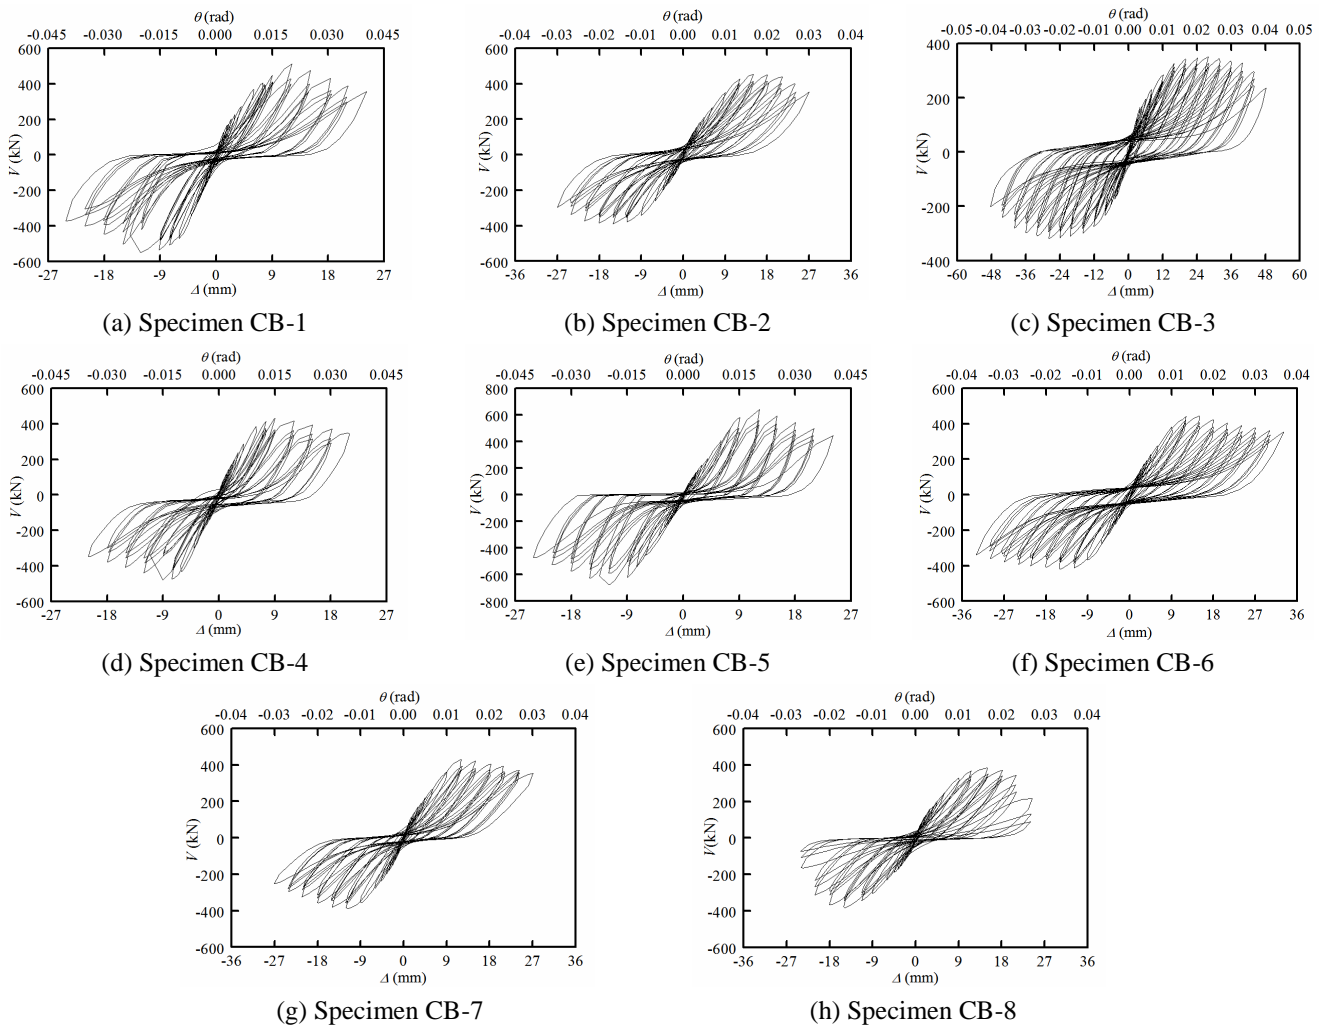 θ (rad)
-0.045 -0.030 -0.015 0.000 0.015 0.030 0.045
600
400
200
0
-200
-400
-600
V (kN)
-27 -18 -9 0 9 18 27
Δ (mm)
(a) Specimen CB-1
θ (rad)
-0.04 -0.03 -0.02 -0.01 0.00 0.01 0.02 0.03 0.04
600
400
200
0
-200
-400
-600
V (kN)
-36 -27 -18 -9 0 9 18 27 36
Δ (mm)
(b) Specimen CB-2
θ (rad)
-0.05 -0.04 -0.03 -0.02 -0.01 0.00 0.01 0.02 0.03 0.04 0.05
400
300
200
100
0
-100
-200
-300
-400
V(kN)
-60 -48 -36 -24 -12 0 12 24 36 48 60
Δ (mm)
(c) Specimen CB-3
θ (rad)
-0.045 -0.030 -0.015 0.000 0.015 0.030 0.045
600
400
200
0
-200
-400
-600
V (kN)
-27 -18 -9 0 9 18 27
Δ (mm)
(d) Specimen CB-4
θ (rad)
-0.045 -0.030 -0.015 0.000 0.015 0.030 0.045
800
600
400
200
0
-200
-400
-600
-800
V (kN)
-27 -18 -9 0 9 18 27
Δ (mm)
(e) Specimen CB-5
θ (rad)
-0.04 -0.03 -0.02 -0.01 0.00 0.01 0.02 0.03 0.04
600
400
200
0
-200
-400
-600
V (kN)
-36 -27 -18 -9 0 9 18 27 36
Δ (mm)
(f) Specimen CB-6
θ (rad)
-0.04 -0.03 -0.02 -0.01 0.00 0.01 0.02 0.03 0.04
600
400
200
0
-200
-400
-600
V (kN)
-36 -27 -18 -9 0 9 18 27 36
Δ (mm)
(g) Specimen CB-7
θ (rad)
-0.04 -0.03 -0.02 -0.01 0.00 0.01 0.02 0.03 0.04
600
400
200
0
-200
-400
-600
V(kN)
-36 -27 -18 -9 0 9 18 27 36
Δ (mm)
(h) Specimen CB-8